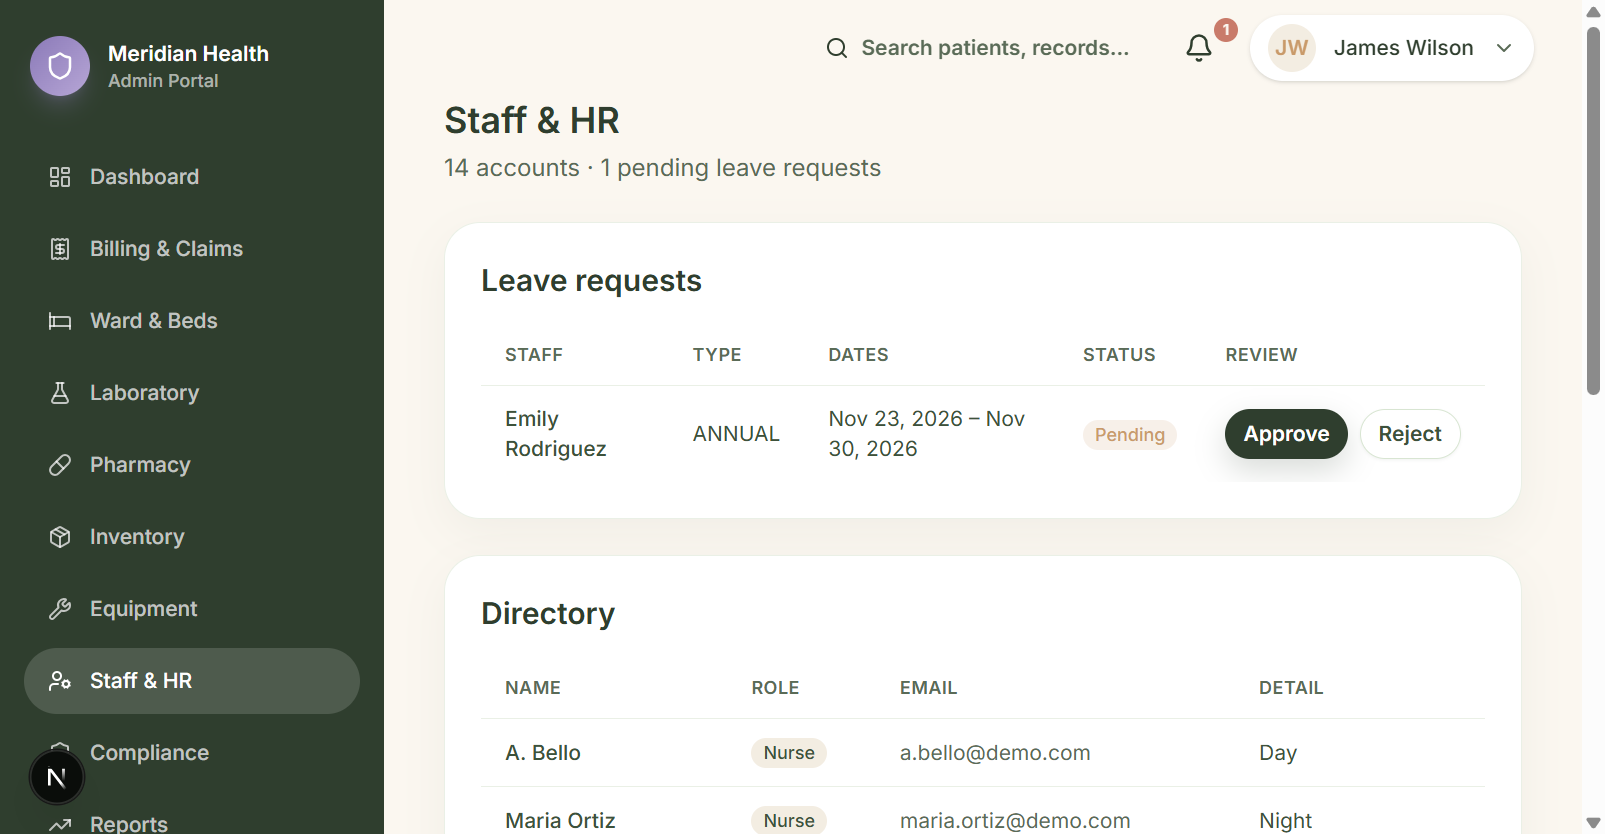 Meridian Health
Admin Portal
Dashboard
Billing & Claims
Ward & Beds
Laboratory
Pharmacy
Inventory
Equipment
Staff & HR
Compliance
Reports
N
Search patients, records...
1
JW
James Wilson
Staff & HR
14 accounts · 1 pending leave requests
Leave requests
STAFF TYPE DATES STATUS REVIEW
Emily Rodriguez ANNUAL Nov 23, 2026 – Nov 30, 2026 Pending Approve Reject
Directory
NAME ROLE EMAIL DETAIL
A. Bello Nurse a.bello@demo.com Day
Maria Ortiz Nurse maria.ortiz@demo.com Night